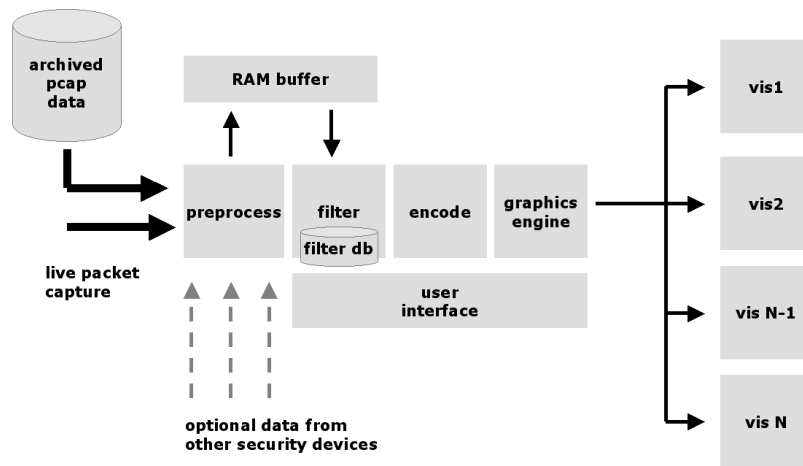 archived
pcap
data
RAM buffer
vis1
preprocess
filter
filter db
encode
graphics
engine
vis2
live packet
capture
user
interface
vis N-1
optional data from
other security devices
vis N